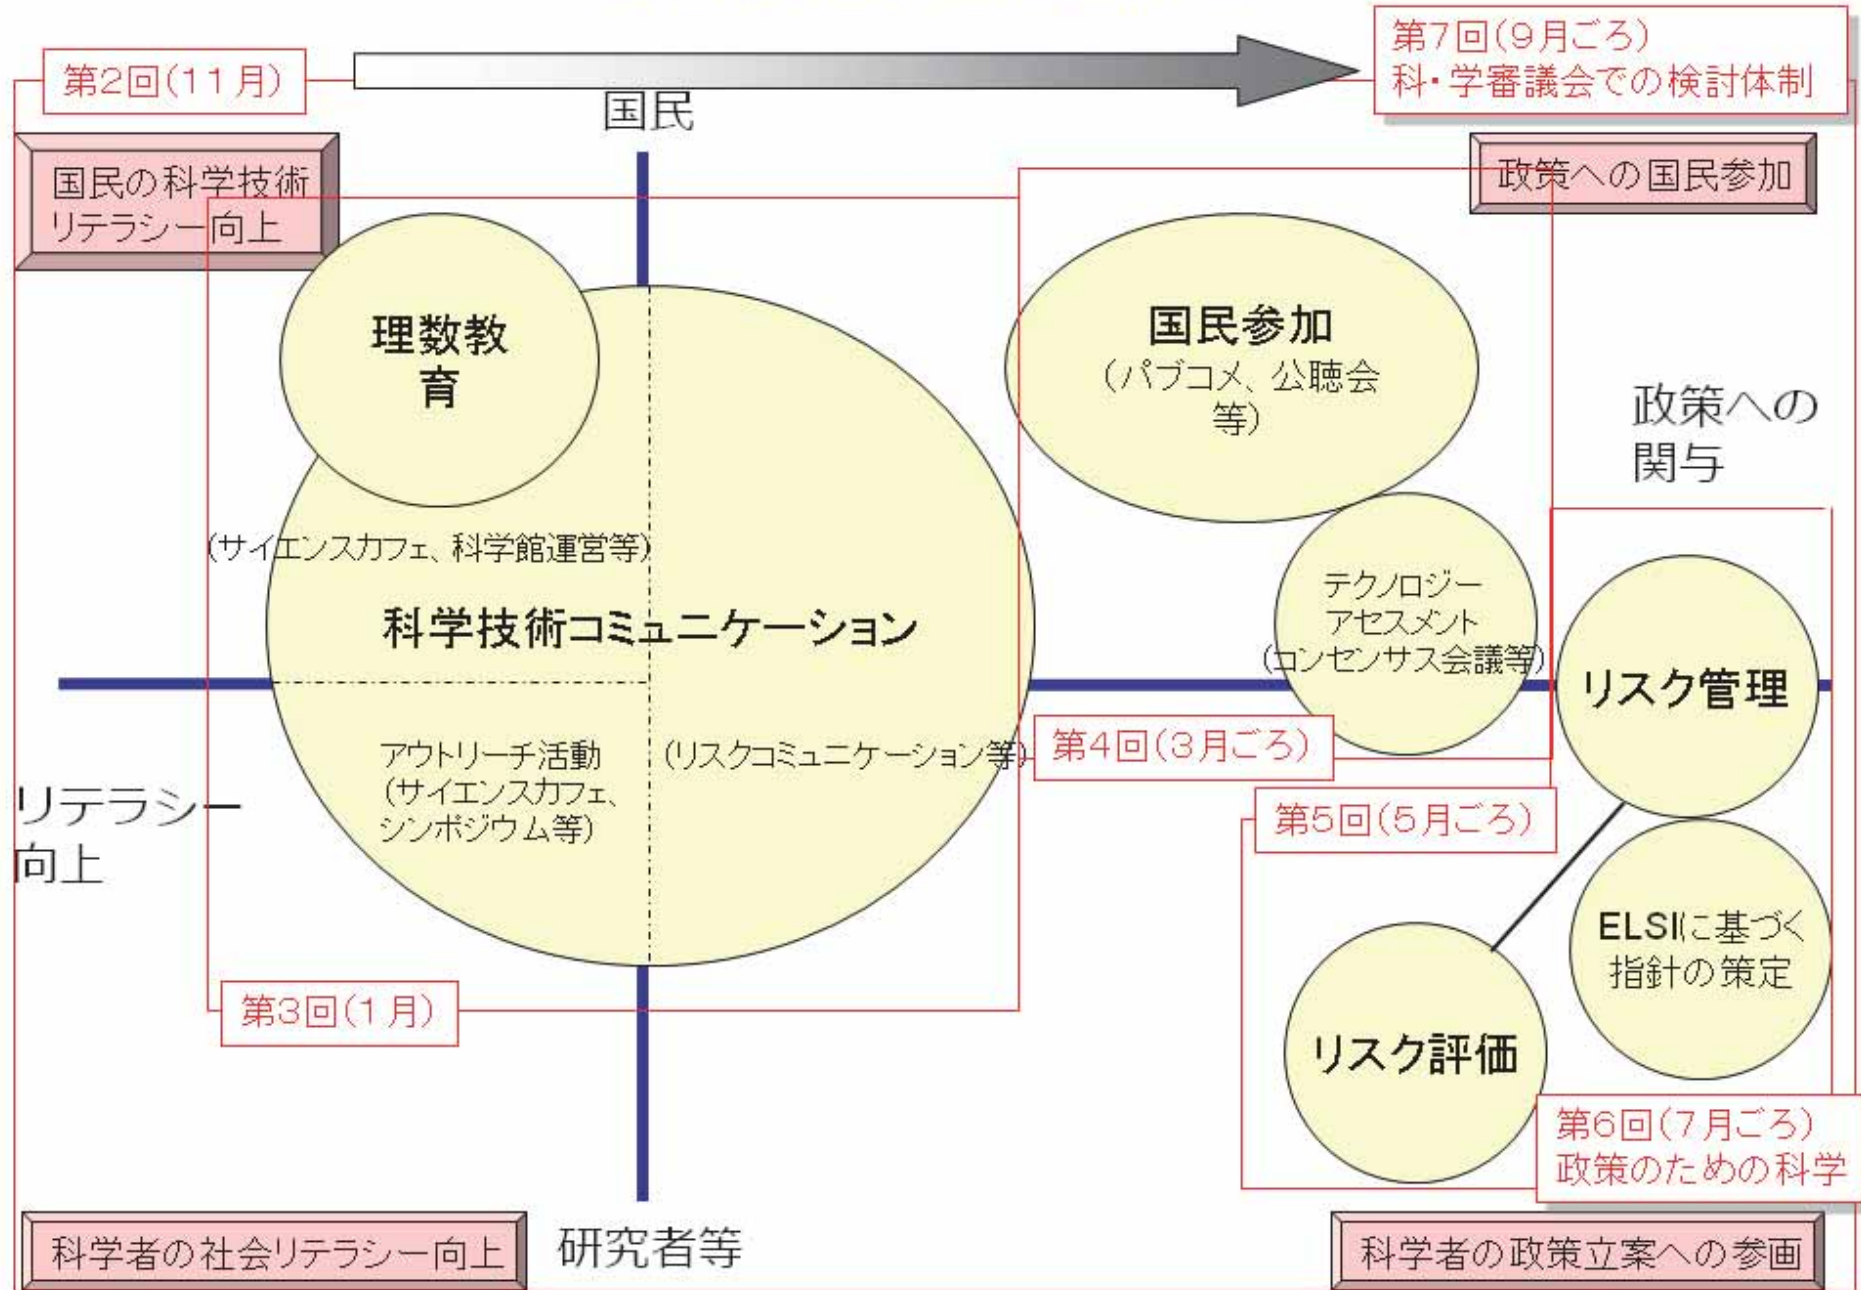 第2回(11月)
第7回(9月ごろ)
科・学審議会での検討体制
国民
国民の科学技術
リテラシー向上
政策への国民参加
理数教
育
国民参加
(パブコメ、公聴会
等)
政策への
関与
(サイエンスカフェ、科学館運営等)
科学技術コミュニケーション
テクノロジー
アセスメント
(コンセンサス会議等)
リスク管理
アウトリーチ活動
(サイエンスカフェ、
シンポジウム等)
(リスクコミュニケーション等)
第4回(3月ごろ)
リテラシー
向上
第5回(5月ごろ)
ELSIに基づく
指針の策定
第3回(1月)
リスク評価
第6回(7月ごろ)
政策のための科学
科学者の社会リテラシー向上
研究者等
科学者の政策立案への参画